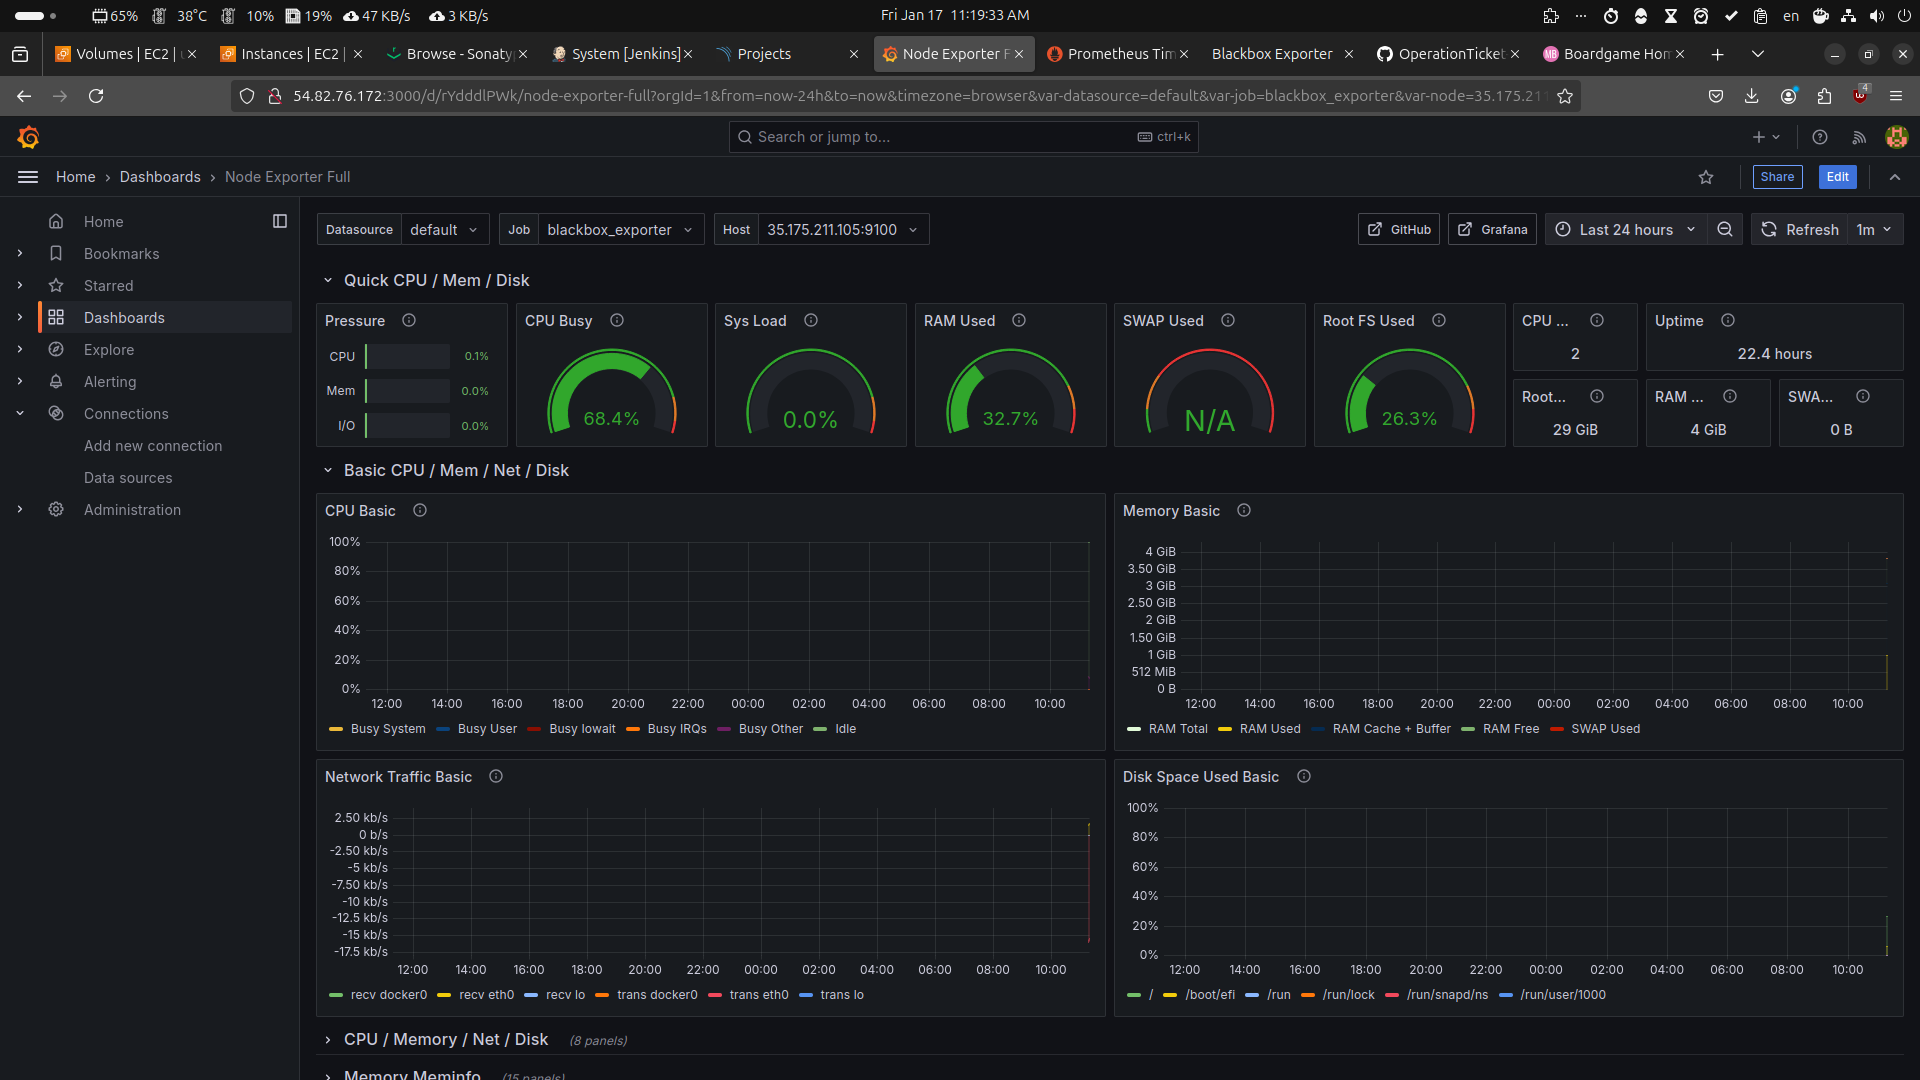 65% 38°C 10% 19% 47 KB/s 3 KB/s
Fri Jan 17 11:19:33 AM
en
Volumes | EC2 |
Instances | EC2 |
Browse - Sonaty
System [Jenkins]
Projects
Node Exporter F
Prometheus Tim
Blackbox Exporter
OperationTicket
Boardgame Hom
54.82.76.172:3000/d/rYdddlPWk/node-exporter-full?orgId=1&from=now-24h&to=now&timezone=browser&var-datasource=default&var-job=blackbox_exporter&var-node=35.175.211
4
Search or jump to...
ctrl+k
Home › Dashboards › Node Exporter Full
Share
Edit
Home
Bookmarks
Starred
Dashboards
Explore
Alerting
Connections
Add new connection
Data sources
Administration
Datasource default
Job blackbox_exporter
Host 35.175.211.105:9100
GitHub
Grafana
Last 24 hours
Refresh 1m
Quick CPU / Mem / Disk
Pressure
CPU 0.1%
Mem 0.0%
I/O 0.0%
CPU Busy
68.4%
Sys Load
0.0%
RAM Used
32.7%
SWAP Used
N/A
Root FS Used
26.3%
CPU ...
2
Uptime
22.4 hours
Root...
29 GiB
RAM ...
4 GiB
SWA...
0 B
Basic CPU / Mem / Net / Disk
CPU Basic
100%
80%
60%
40%
20%
0%
12:00 14:00 16:00 18:00 20:00 22:00 00:00 02:00 04:00 06:00 08:00 10:00
Busy System Busy User Busy Iowait Busy IRQs Busy Other Idle
Memory Basic
4 GiB
3.50 GiB
3 GiB
2.50 GiB
2 GiB
1.50 GiB
1 GiB
512 MiB
0 B
12:00 14:00 16:00 18:00 20:00 22:00 00:00 02:00 04:00 06:00 08:00 10:00
RAM Total RAM Used RAM Cache + Buffer RAM Free SWAP Used
Network Traffic Basic
2.50 kb/s
0 b/s
-2.50 kb/s
-5 kb/s
-7.50 kb/s
-10 kb/s
-12.5 kb/s
-15 kb/s
-17.5 kb/s
12:00 14:00 16:00 18:00 20:00 22:00 00:00 02:00 04:00 06:00 08:00 10:00
recv docker0 recv eth0 recv lo trans docker0 trans eth0 trans lo
Disk Space Used Basic
100%
80%
60%
40%
20%
0%
12:00 14:00 16:00 18:00 20:00 22:00 00:00 02:00 04:00 06:00 08:00 10:00
/ /boot/efi /run /run/lock /run/snapd/ns /run/user/1000
CPU / Memory / Net / Disk (8 panels)
Memory Meminfo (15 panels)